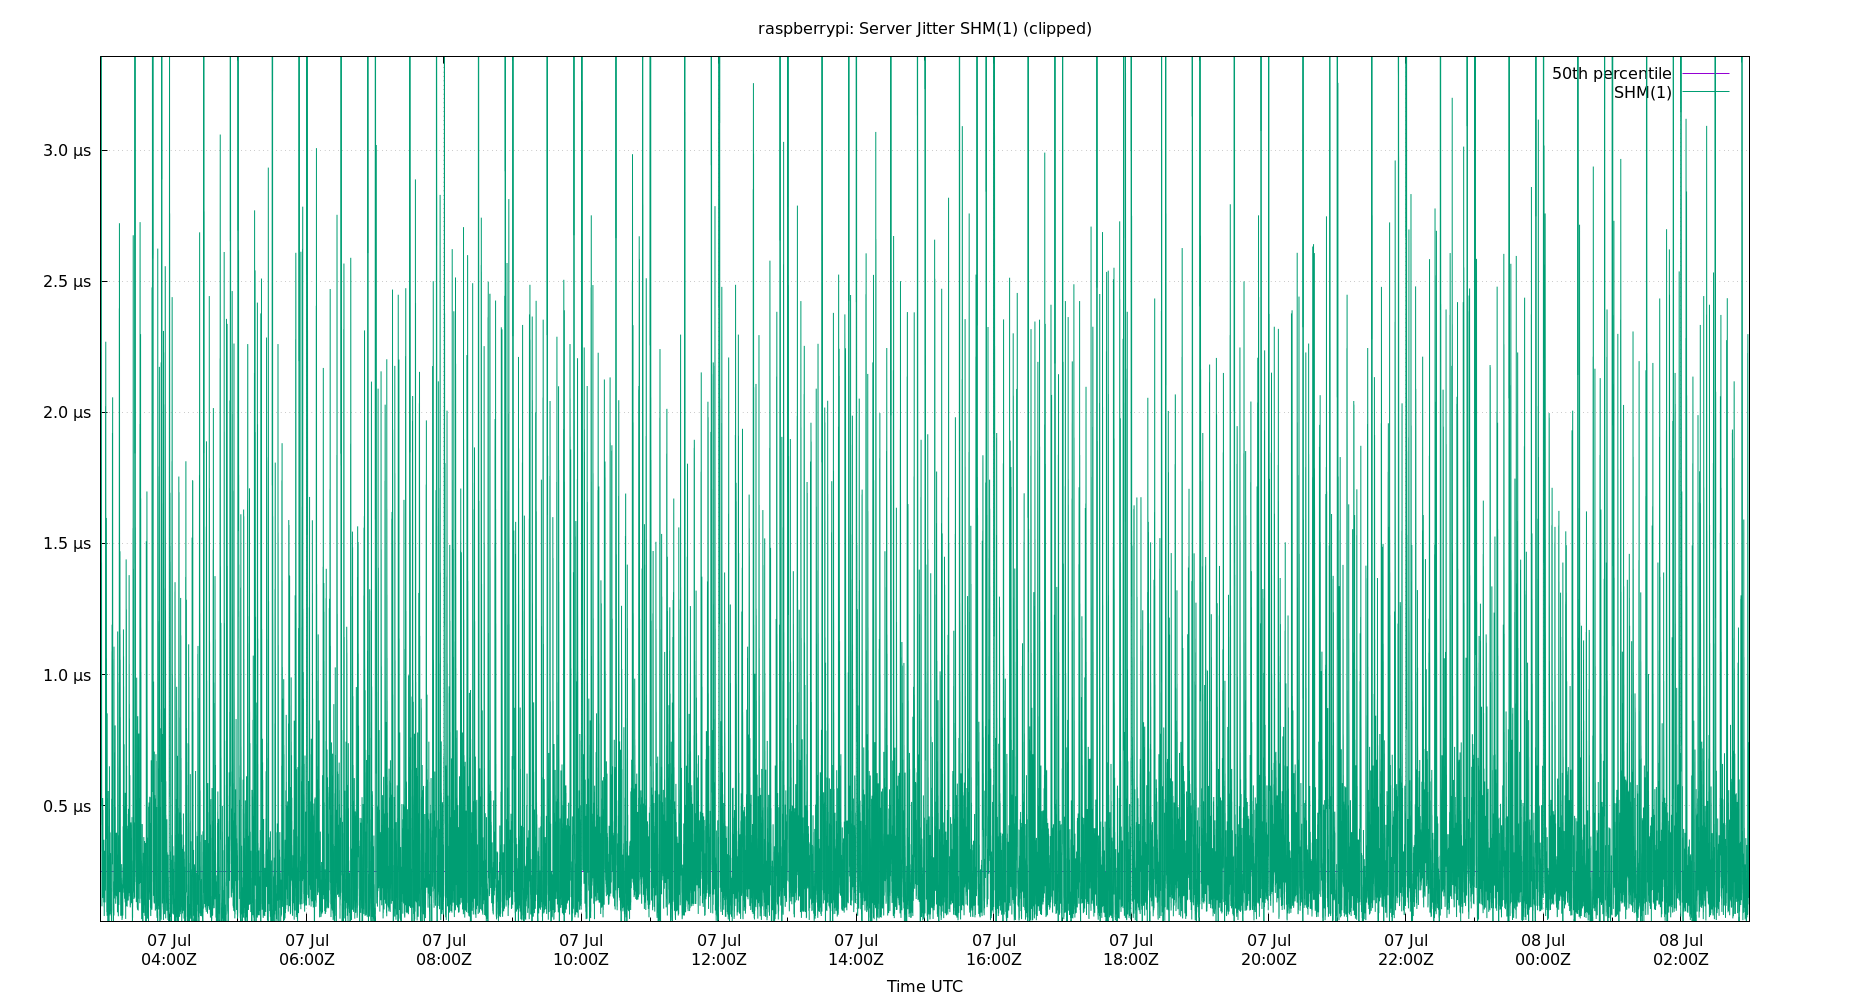 raspberrypi: Server Jitter SHM(1) (clipped)
50th percentile
SHM(1)
3.0 µs
2.5 µs
2.0 µs
1.5 µs
1.0 µs
0.5 µs
07 Jul 07 Jul 07 Jul 07 Jul 07 Jul 07 Jul 07 Jul 07 Jul 07 Jul 07 Jul 08 Jul 08 Jul
04:00Z 06:00Z 08:00Z 10:00Z 12:00Z 14:00Z 16:00Z 18:00Z 20:00Z 22:00Z 00:00Z 02:00Z
Time UTC